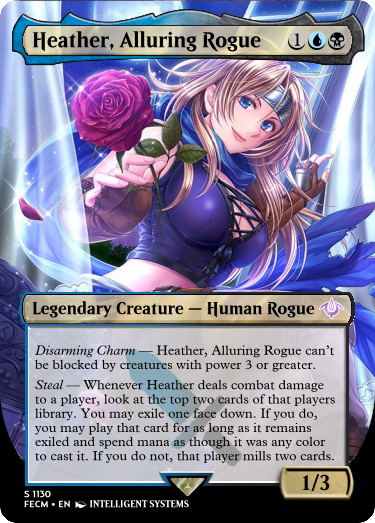 Heather, Alluring Rogue 1
Legendary Creature — Human Rogue
Disarming Charm — Heather, Alluring Rogue can't
be blocked by creatures with power 3 or greater.
Steal — Whenever Heather deals combat damage
to a player, look at the top two cards of that players
library. You may exile one face down. If you do,
you may play that card for as long as it remains
exiled and spend mana as though it was any color
to cast it. If you do not, that player mills two cards.
1/3
S 1130
FECM • EN INTELLIGENT SYSTEMS